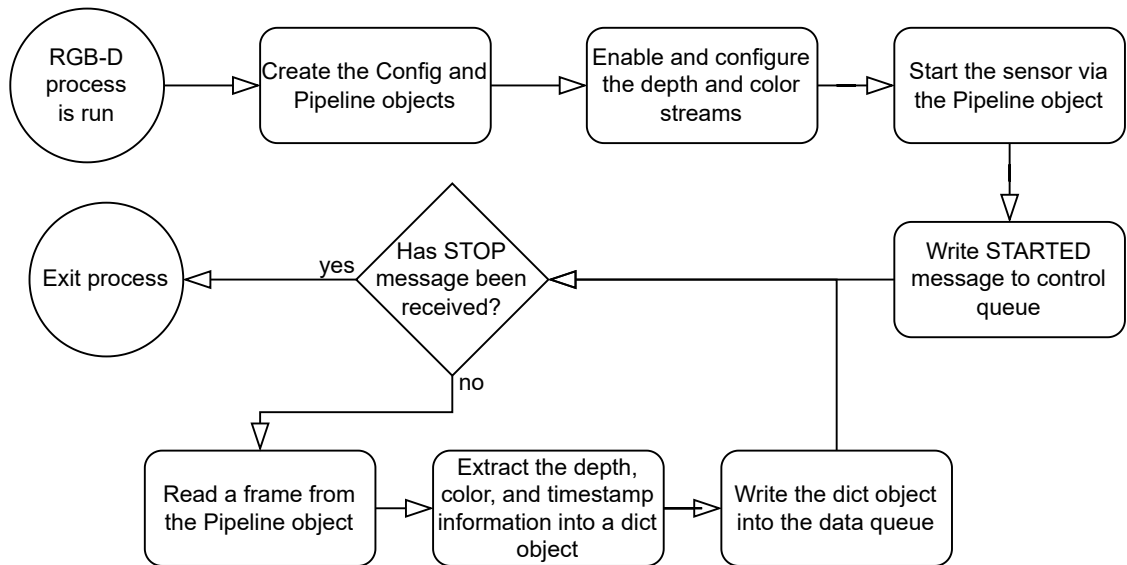 RGB-D
process
is run
Create the Config and
Pipeline objects
Enable and configure
the depth and color
streams
Start the sensor via
the Pipeline object
Write STARTED
message to control
queue
Has STOP
message been
received?
yes
Exit process
no
Read a frame from
the Pipeline object
Extract the depth,
color, and timestamp
information into a dict
object
Write the dict object
into the data queue